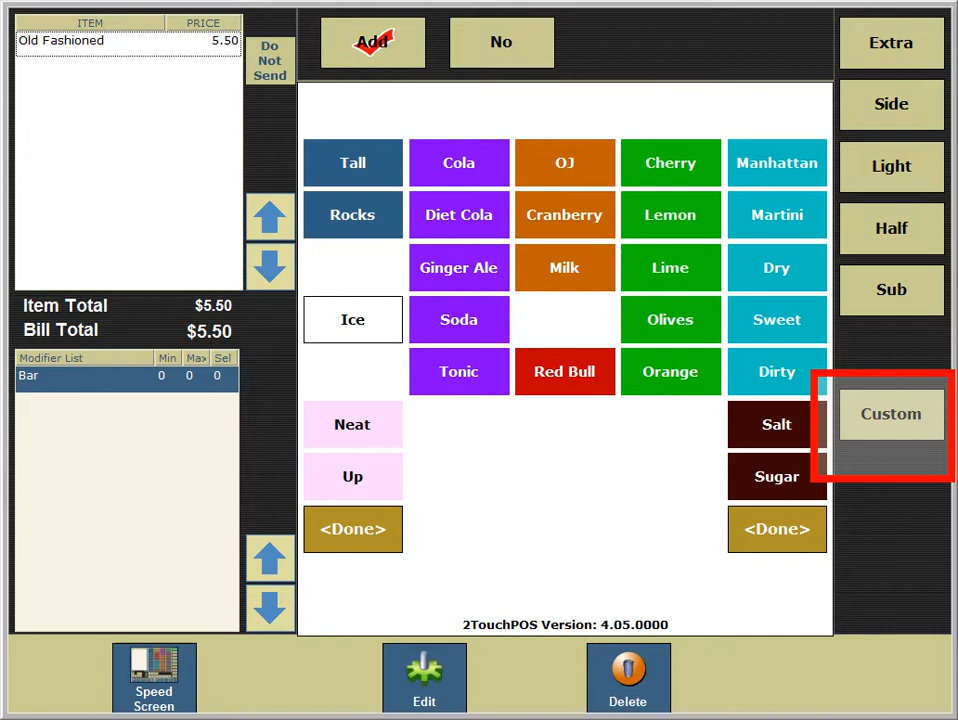 ITEM PRICE
Old Fashioned 5.50
Do
Not
Send
Add
No
Extra
Side
Light
Half
Sub
Custom
Tall Cola OJ Cherry Manhattan
Rocks Diet Cola Cranberry Lemon Martini
Ginger Ale Milk Lime Dry
Ice Soda Olives Sweet
Tonic Red Bull Orange Dirty
Neat Salt
Up Sugar
<Done> <Done>
Item Total $5.50
Bill Total $5.50
Modifier List Min Max Sel
Bar 0 0 0
2TouchPOS Version: 4.05.0000
Speed
Screen
Edit
Delete